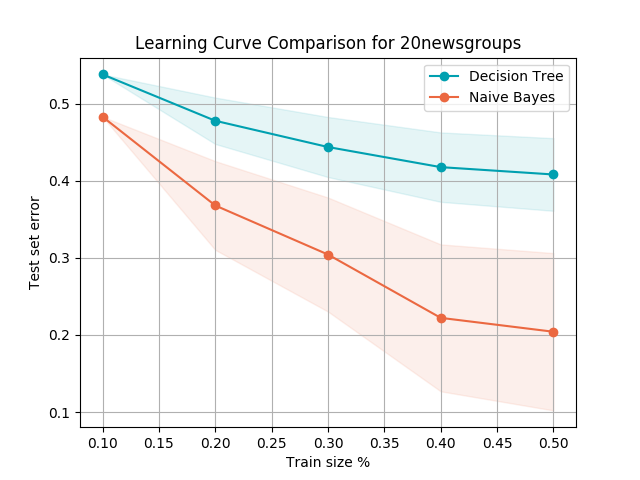 Learning Curve Comparison for 20newsgroups
Decision Tree
Naive Bayes
Test set error
0.5
0.4
0.3
0.2
0.1
0.10 0.15 0.20 0.25 0.30 0.35 0.40 0.45 0.50
Train size %